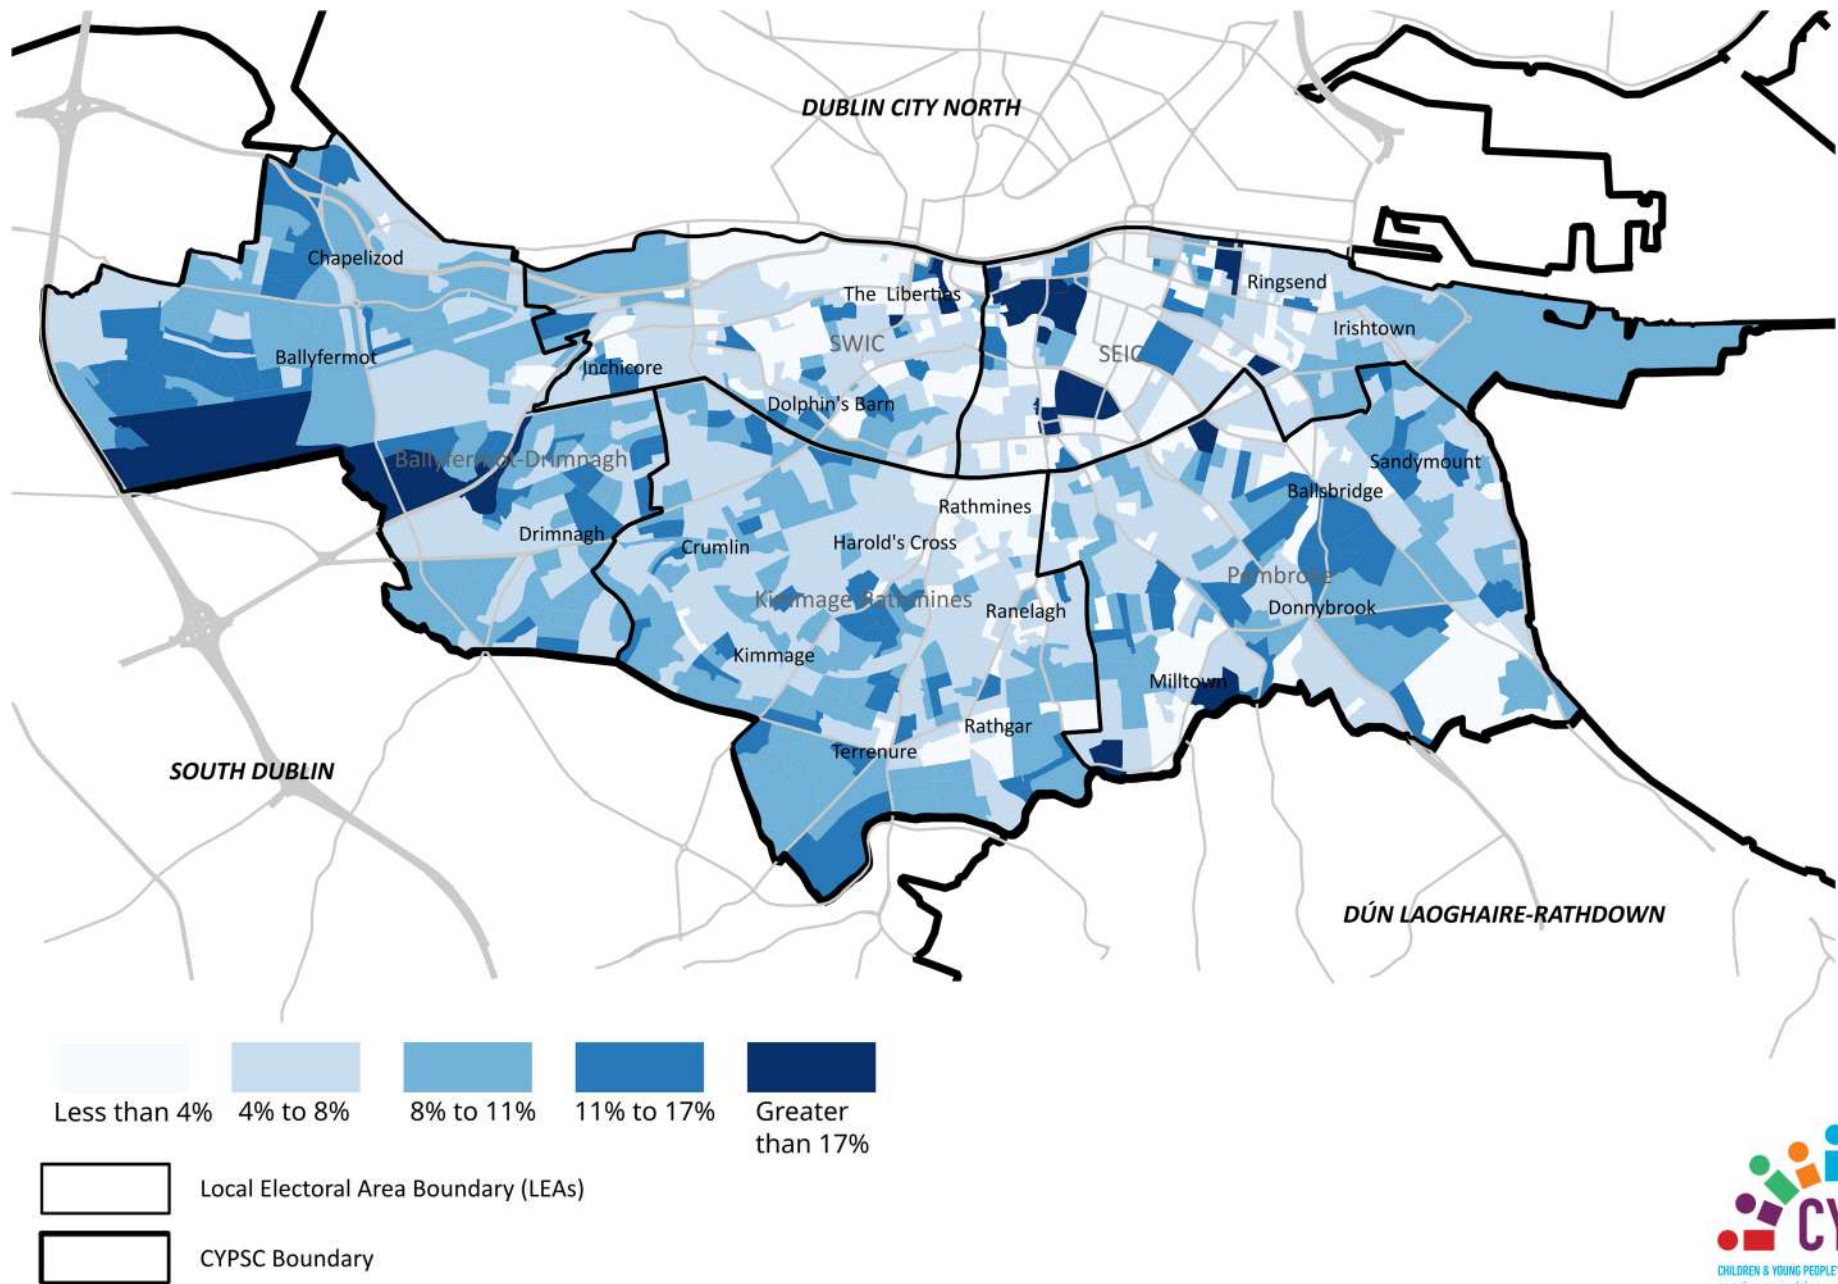 DUBLIN CITY NORTH
Chapelizod
Ringsend
The Liberties
Irishtown
SWIC
SEIC
Ballyfermot
Inchicore
Dolphin's Barn
Ballyfermot-Drimnagh
Sandymount
Ballsbridge
Rathmines
Drimnagh
Crumlin
Harold's Cross
Pembroke
Kimmage-Rathmines
Ranelagh
Donnybrook
Kimmage
Milltown
Rathgar
Terrenure
SOUTH DUBLIN
DÚN LAOGHAIRE-RATHDOWN
Less than 4%
4% to 8%
8% to 11%
11% to 17%
Greater
than 17%
Local Electoral Area Boundary (LEAs)
CYPSC Boundary
CY
CHILDREN & YOUNG PEOPLE'